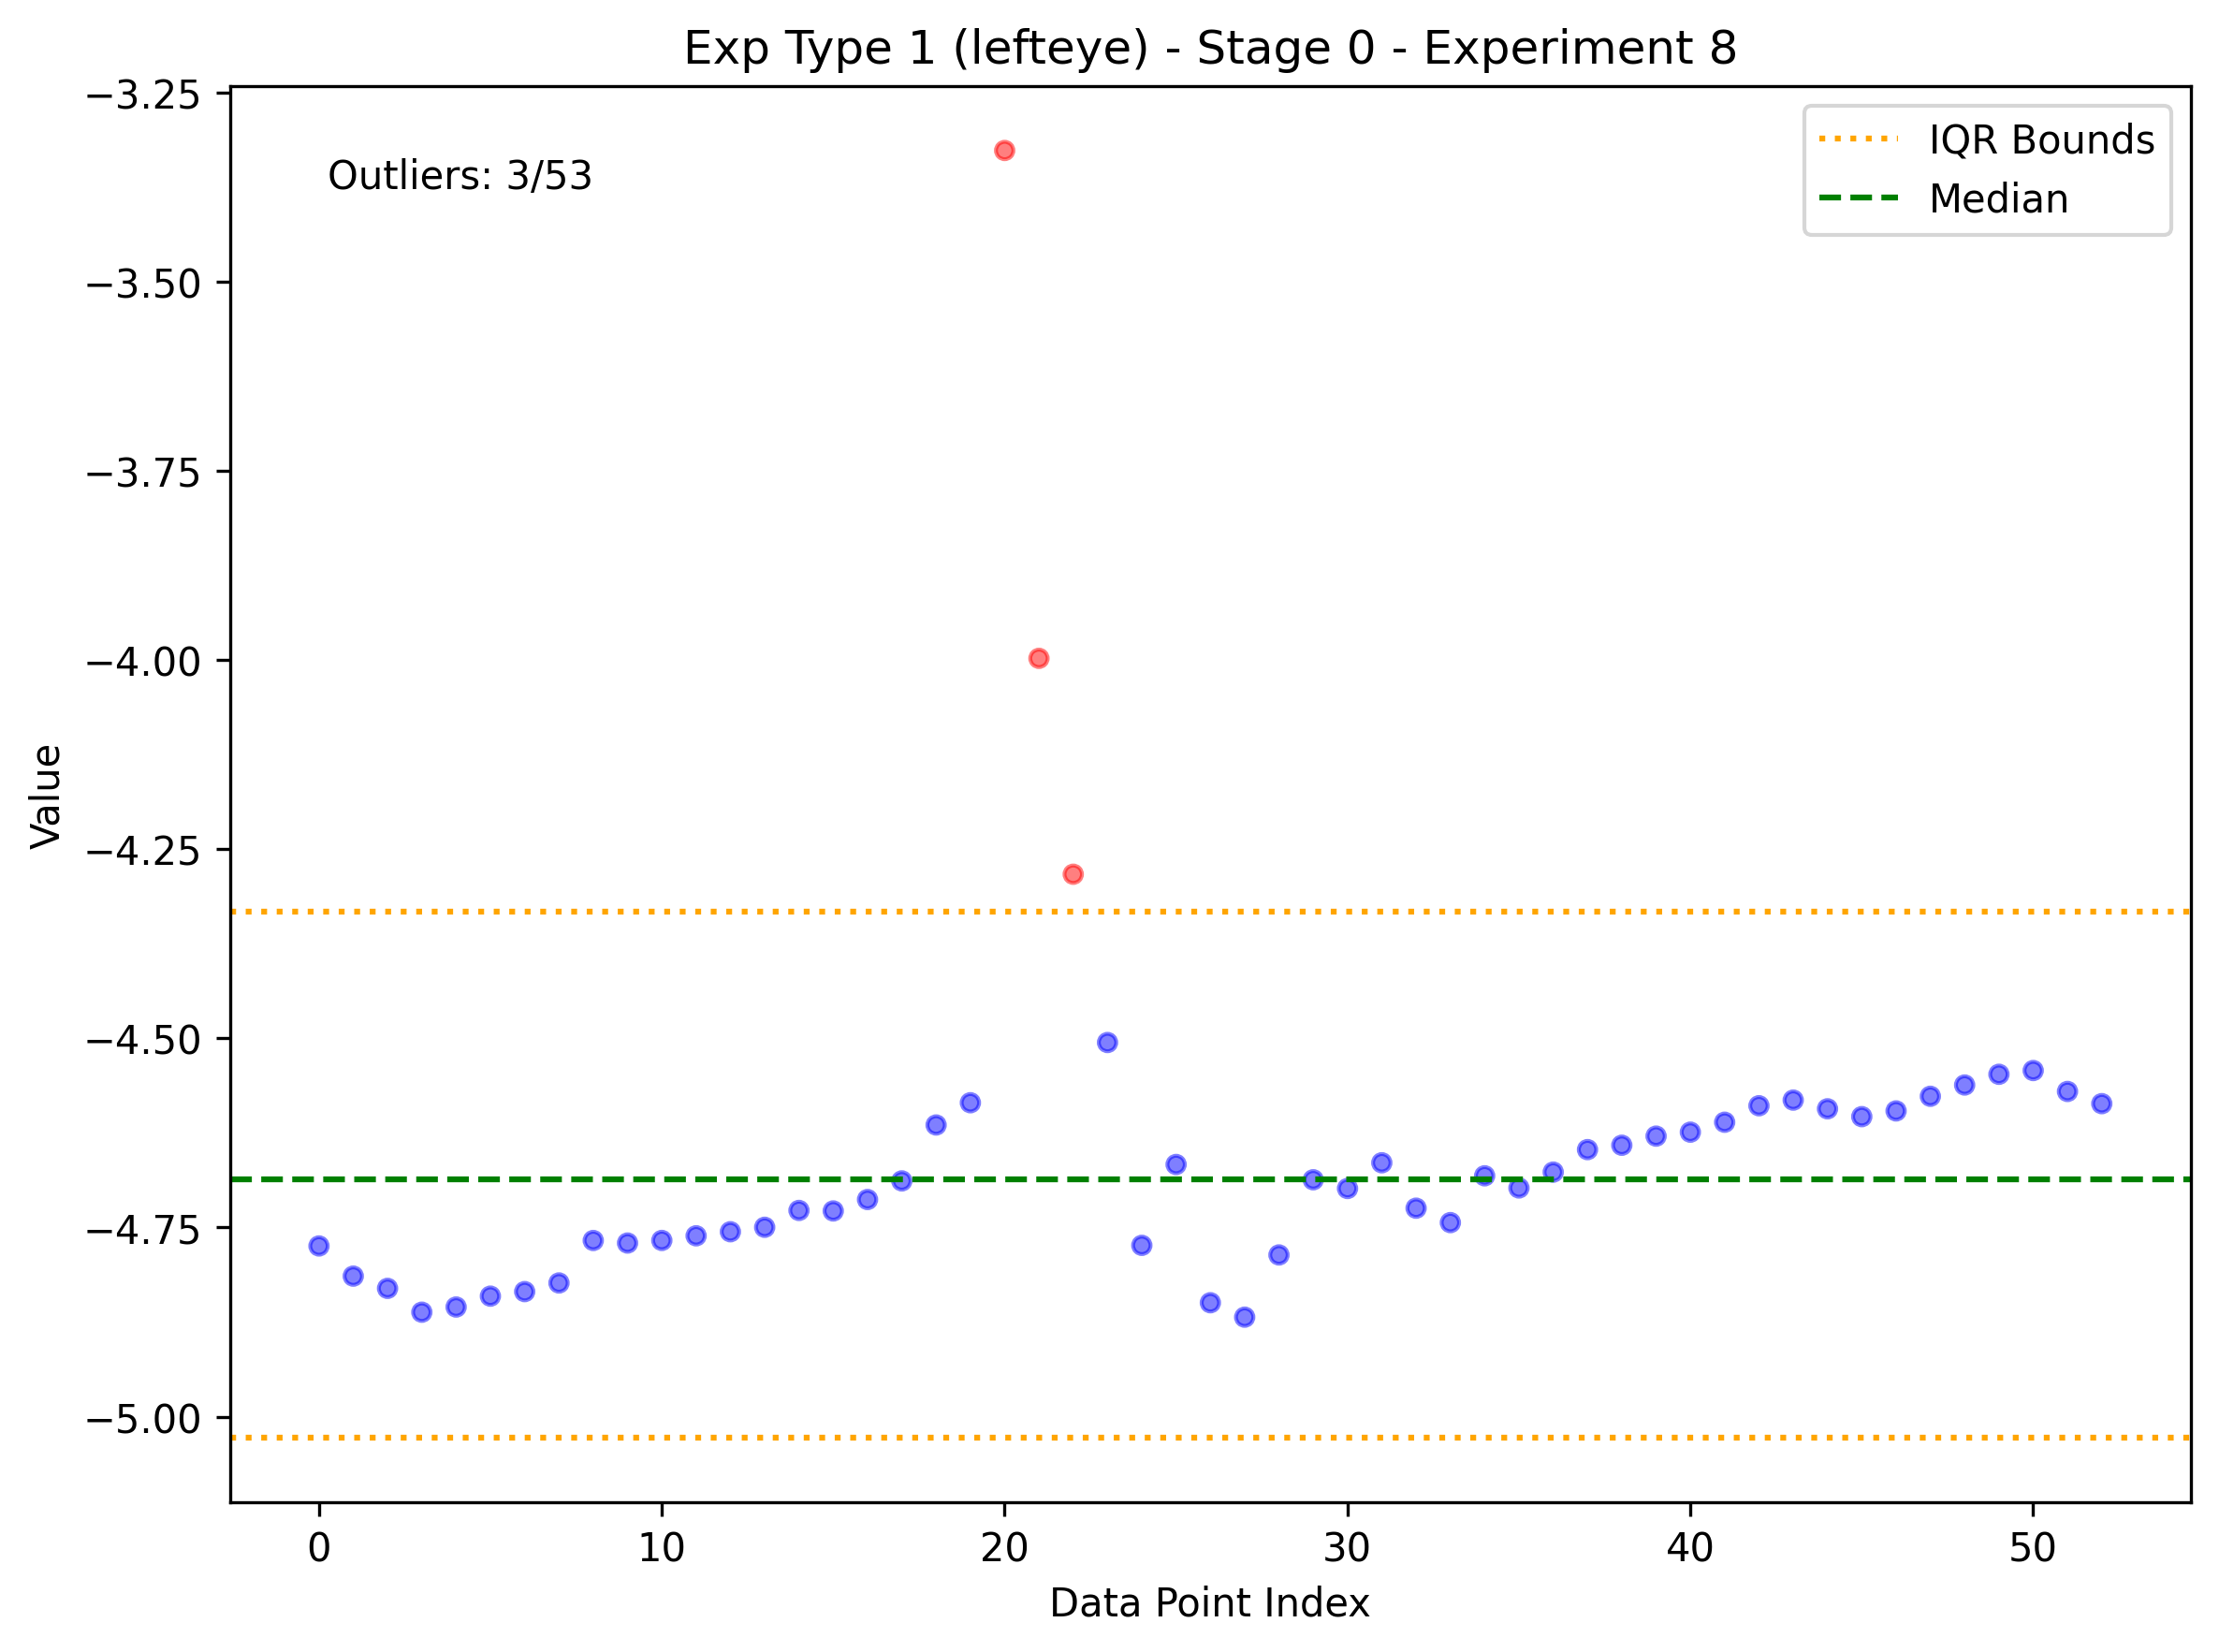 Exp Type 1 (lefteye) - Stage 0 - Experiment 8
−3.25
−3.50
−3.75
−4.00
−4.25
−4.50
−4.75
−5.00
Value
Outliers: 3/53
IQR Bounds
Median
0 10 20 30 40 50
Data Point Index